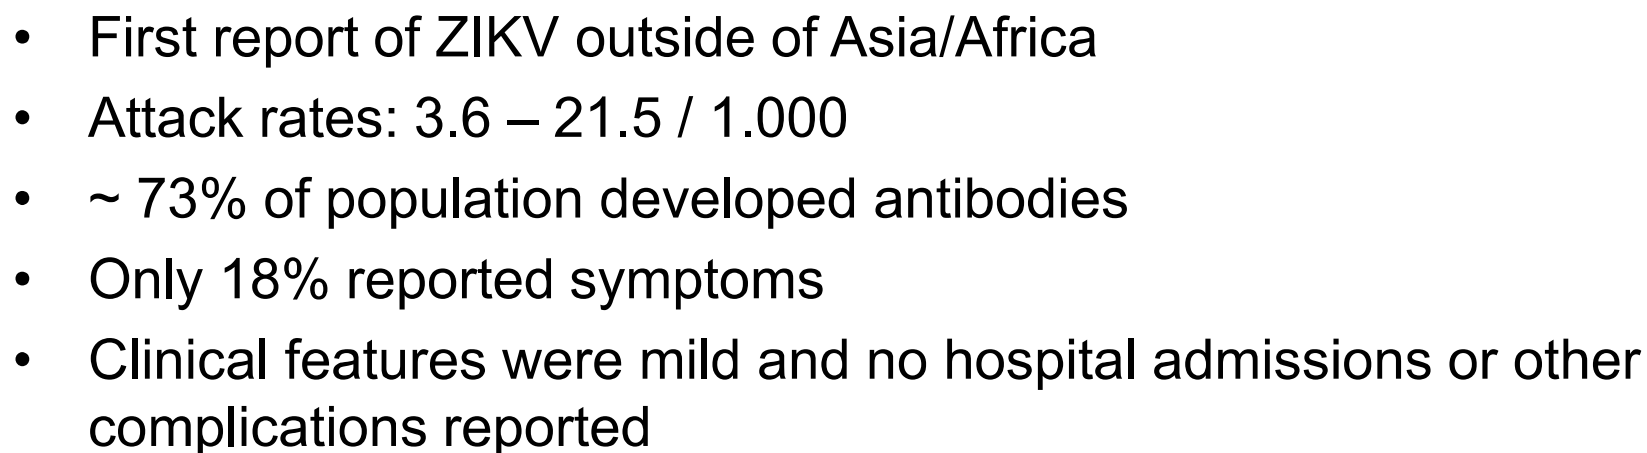 • First report of ZIKV outside of Asia/Africa
• Attack rates: 3.6 – 21.5 / 1.000
• ~ 73% of population developed antibodies
• Only 18% reported symptoms
• Clinical features were mild and no hospital admissions or other
complications reported